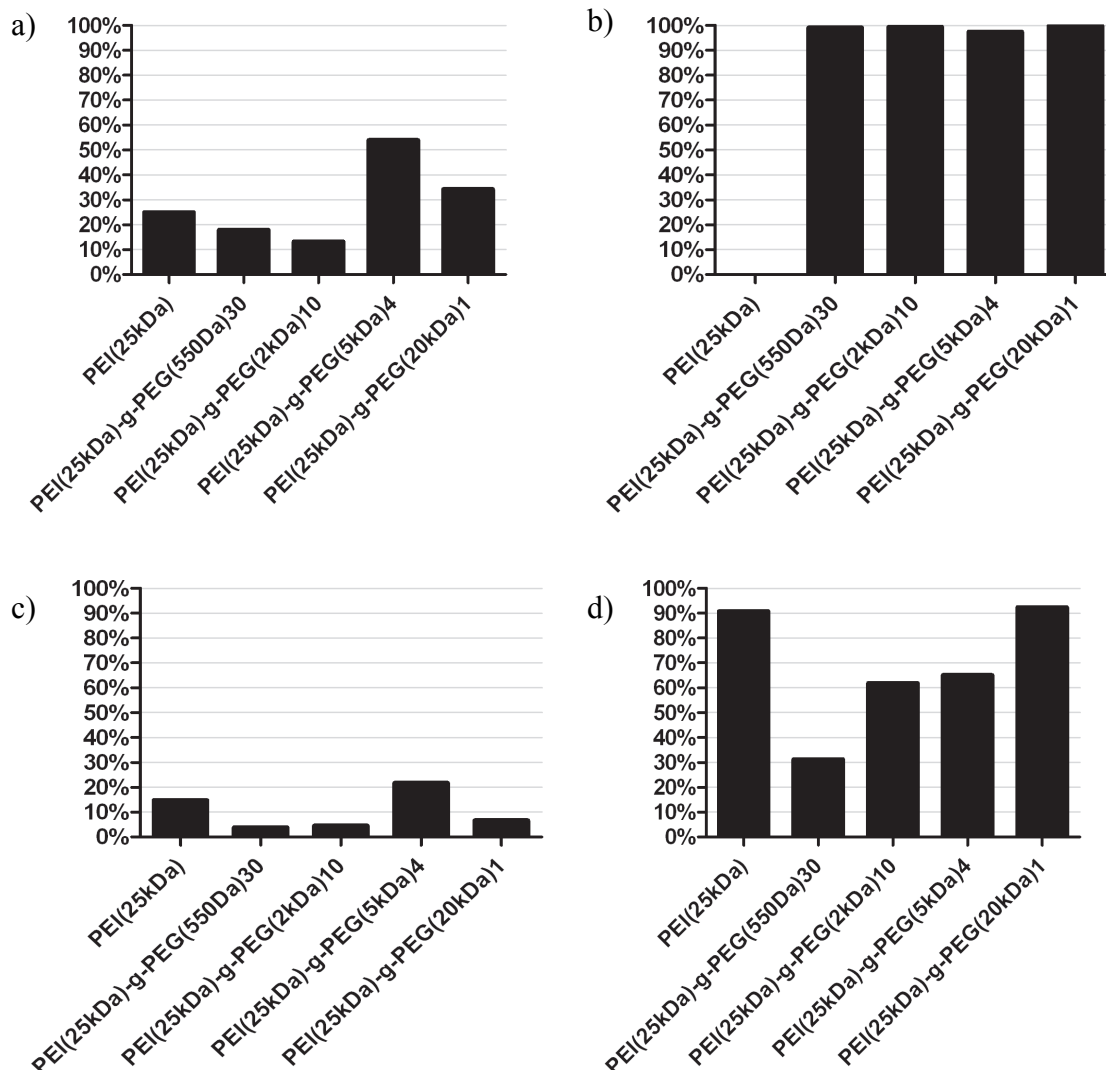 a)
100%
90%
80%
70%
60%
50%
40%
30%
20%
10%
0%
PEI(25kDa)
PEI(25kDa)-g-PEG(550Da)30
PEI(25kDa)-g-PEG(2kDa)10
PEI(25kDa)-g-PEG(5kDa)4
PEI(25kDa)-g-PEG(20kDa)1
b)
100%
90%
80%
70%
60%
50%
40%
30%
20%
10%
0%
PEI(25kDa)
PEI(25kDa)-g-PEG(550Da)30
PEI(25kDa)-g-PEG(2kDa)10
PEI(25kDa)-g-PEG(5kDa)4
PEI(25kDa)-g-PEG(20kDa)1
c)
100%
90%
80%
70%
60%
50%
40%
30%
20%
10%
0%
PEI(25kDa)
PEI(25kDa)-g-PEG(550Da)30
PEI(25kDa)-g-PEG(2kDa)10
PEI(25kDa)-g-PEG(5kDa)4
PEI(25kDa)-g-PEG(20kDa)1
d)
100%
90%
80%
70%
60%
50%
40%
30%
20%
10%
0%
PEI(25kDa)
PEI(25kDa)-g-PEG(550Da)30
PEI(25kDa)-g-PEG(2kDa)10
PEI(25kDa)-g-PEG(5kDa)4
PEI(25kDa)-g-PEG(20kDa)1